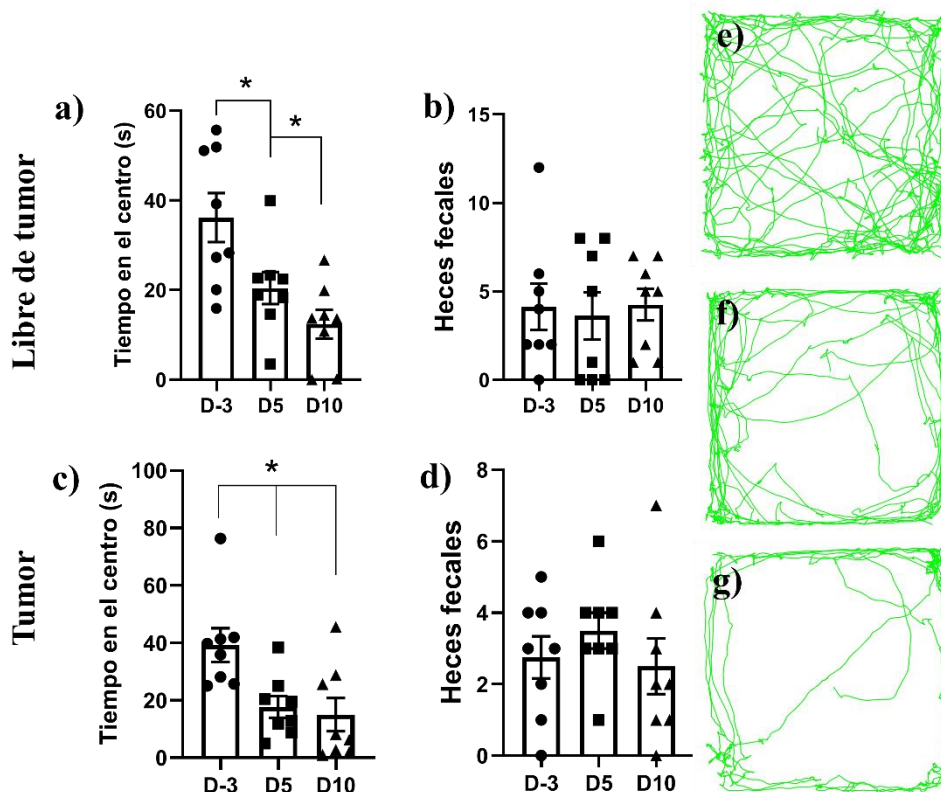 Libre de tumor
a)
Tiempo en el centro (s)
60
40
20
0
*
*
D-3 D5 D10
b)
Heces fecales
15
10
5
0
D-3 D5 D10
e)
f)
Tumor
c)
Tiempo en el centro (s)
100
80
60
40
20
0
*
D-3 D5 D10
d)
Heces fecales
8
6
4
2
0
D-3 D5 D10
g)